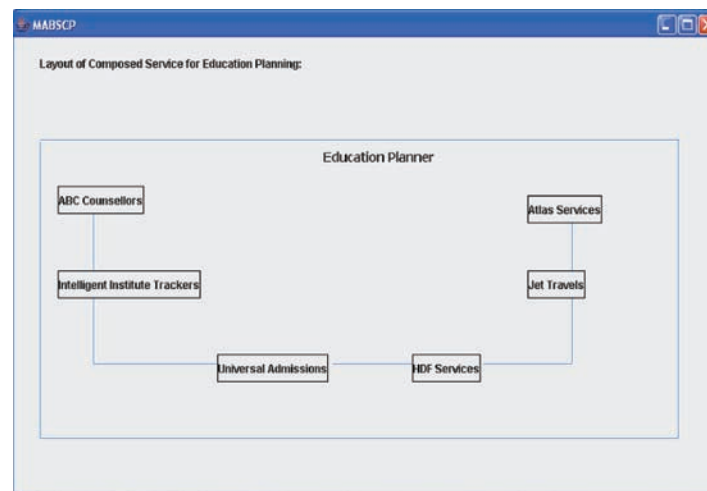 MABSCP
Layout of Composed Service for Education Planning:
Education Planner
ABC Counsellors
Atlas Services
Intelligent Institute Trackers
Jet Travels
Universal Admissions
HDF Services